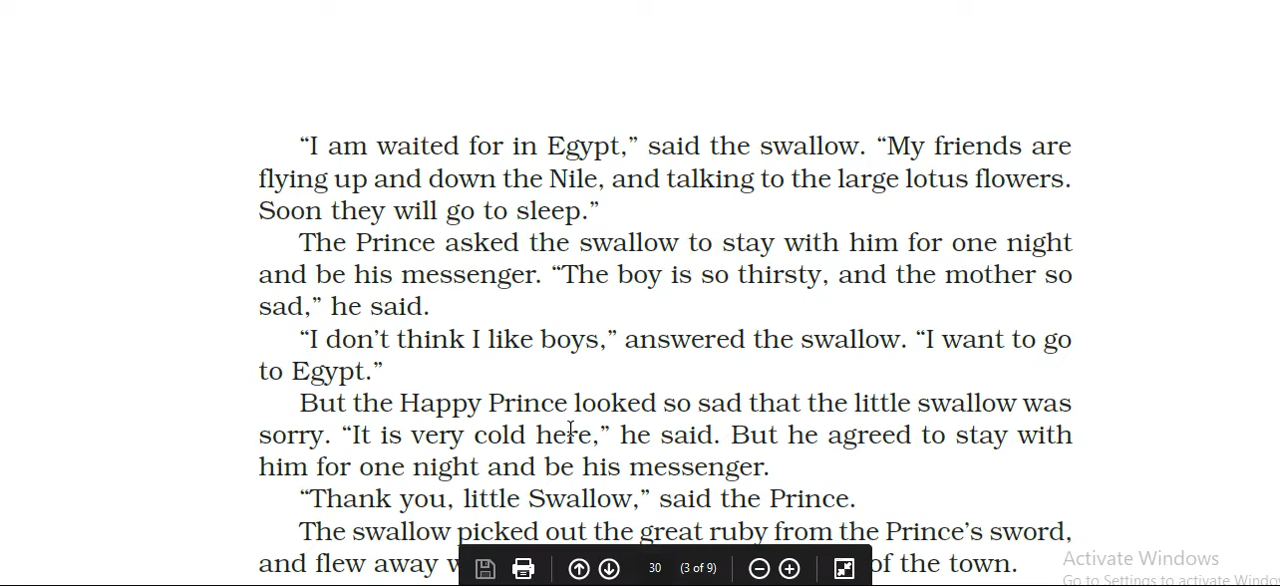 “I am waited for in Egypt,” said the swallow. “My friends are
flying up and down the Nile, and talking to the large lotus flowers.
Soon they will go to sleep.”
The Prince asked the swallow to stay with him for one night
and be his messenger. “The boy is so thirsty, and the mother so
sad,” he said.
“I don’t think I like boys,” answered the swallow. “I want to go
to Egypt.”
But the Happy Prince looked so sad that the little swallow was
sorry. “It is very cold here,” he said. But he agreed to stay with
him for one night and be his messenger.
“Thank you, little Swallow,” said the Prince.
The swallow picked out the great ruby from the Prince’s sword,
and flew away of the town.
30 (3 of 9)
Activate Windows
Go to Settings to activate